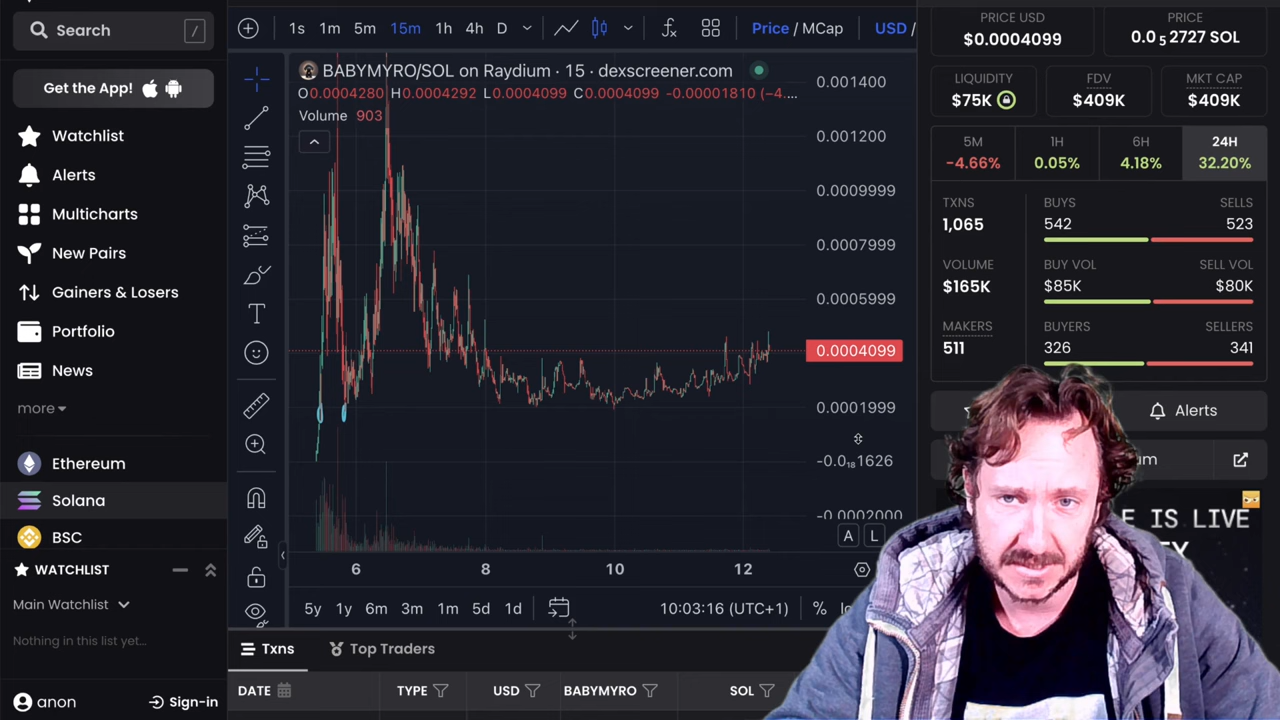 Search /
Get the App!
Watchlist
Alerts
Multicharts
New Pairs
Gainers & Losers
Portfolio
News
more
Ethereum
Solana
BSC
WATCHLIST
Main Watchlist
Nothing in this list yet...
anon Sign-in
1s 1m 5m 15m 1h 4h D Price / MCap USD /
BABYMYRO/SOL on Raydium · 15 · dexscreener.com
O0.0004280 H0.0004292 L0.0004099 C0.0004099 -0.00001810 (−4....
Volume 903
0.001400
0.001200
0.0009999
0.0007999
0.0005999
0.0004099
0.0001999
-0.0₁₈1626
-0.0002000
A L
6 8 10 12
5y 1y 6m 3m 1m 5d 1d 10:03:16 (UTC+1) %
Txns Top Traders
DATE TYPE USD BABYMYRO SOL
PRICE USD
$0.0004099
PRICE
0.0₅2727 SOL
LIQUIDITY
$75K
FDV
$409K
MKT CAP
$409K
5M 1H 6H 24H
-4.66% 0.05% 4.18% 32.20%
TXNS BUYS SELLS
1,065 542 523
VOLUME BUY VOL SELL VOL
$165K $85K $80K
MAKERS BUYERS SELLERS
511 326 341
Alerts
E IS LIVE